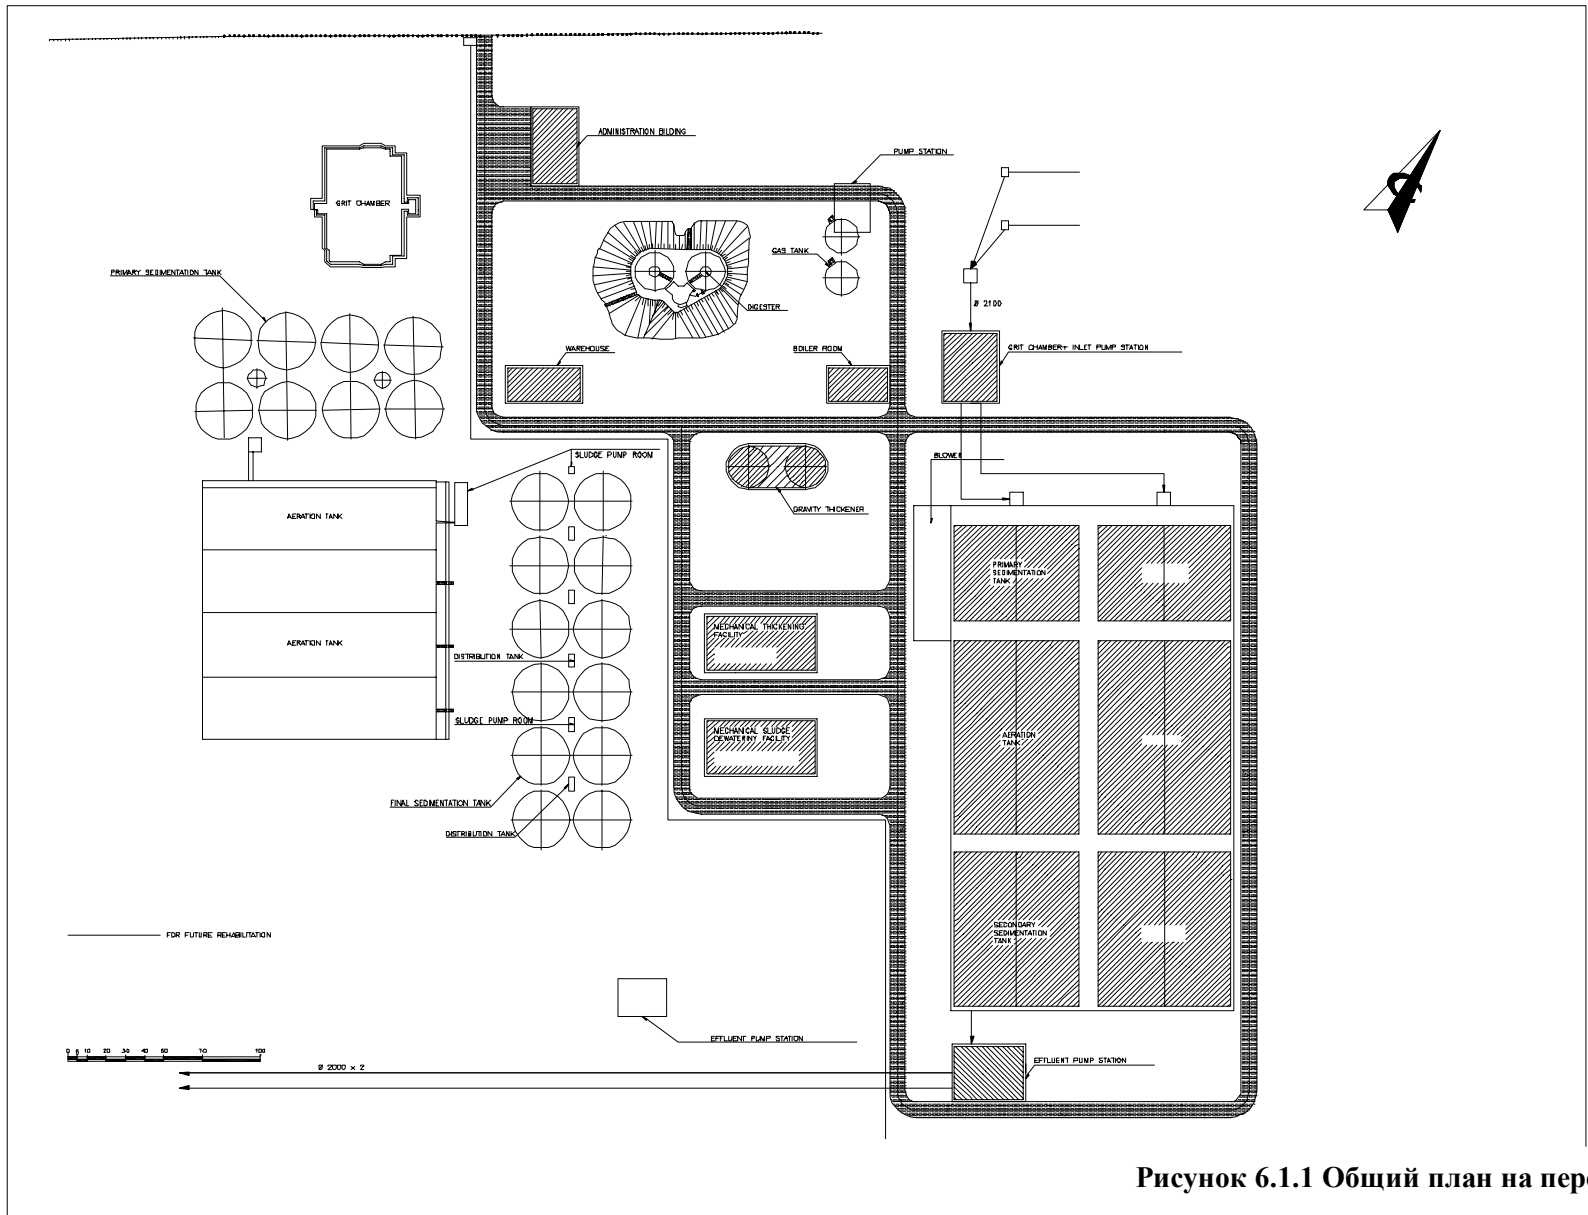 ADMINISTRATION BILDING
PUMP STATION
GRIT CHAMBER
GAS TANK
PRIMARY SEDIMENTATION TANK
DIGESTER
Ø 2100
WAREHOUSE
BOILER ROOM
GRIT CHAMBER+ INLET PUMP STATION
SLUDGE PUMP ROOM
BLOWER
GRAVITY THICKENER
AERATION TANK
PRIMARY
SEDIMENTATION
TANK
MECHANICAL THICKENING
FACILITY
AERATION TANK
DISTRIBUTION TANK
SLUDGE PUMP ROOM
MECHANICAL SLUDGE
DEWATERINY FACILITY
AERATION
TANK
FINAL SEDIMENTATION TANK
DISTRIBUTION TANK
SECONDARY
SEDIMENTATION
TANK
FOR FUTURE REHABILITATION
EFFLUENT PUMP STATION
0 5 10 20 30 40 50 70 100
EFFLUENT PUMP STATION
Ø 2000 x 2
Рисунок 6.1.1 Общий план на пер